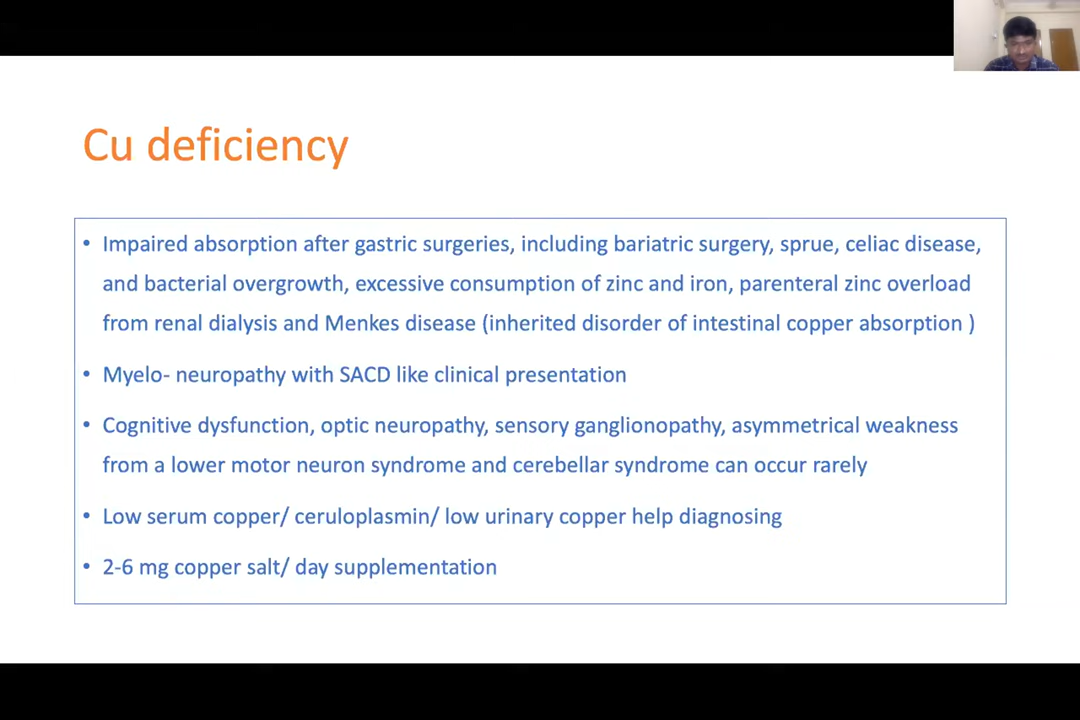 Cu deficiency
• Impaired absorption after gastric surgeries, including bariatric surgery, sprue, celiac disease,
and bacterial overgrowth, excessive consumption of zinc and iron, parenteral zinc overload
from renal dialysis and Menkes disease (inherited disorder of intestinal copper absorption )
• Myelo- neuropathy with SACD like clinical presentation
• Cognitive dysfunction, optic neuropathy, sensory ganglionopathy, asymmetrical weakness
from a lower motor neuron syndrome and cerebellar syndrome can occur rarely
• Low serum copper/ ceruloplasmin/ low urinary copper help diagnosing
• 2-6 mg copper salt/ day supplementation